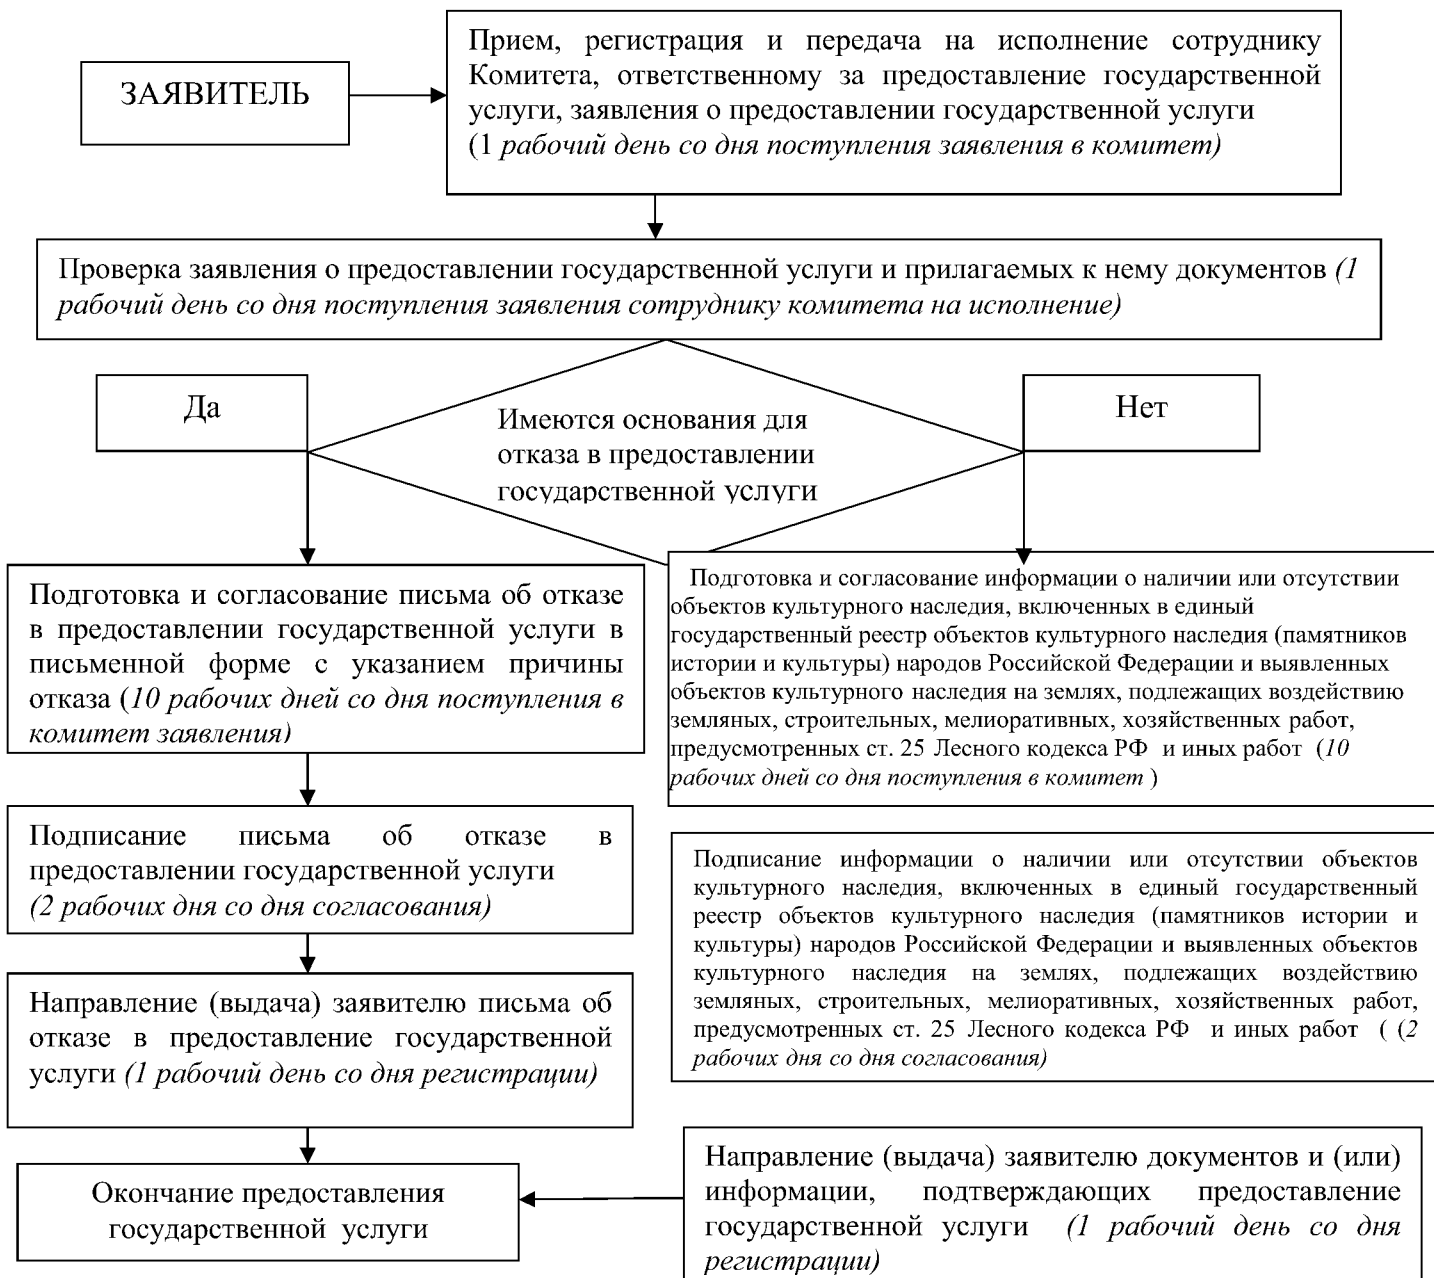 ЗАЯВИТЕЛЬ
Прием, регистрация и передача на исполнение сотруднику
Комитета, ответственному за предоставление государственной
услуги, заявления о предоставлении государственной услуги
(1 рабочий день со дня поступления заявления в комитет)
Проверка заявления о предоставлении государственной услуги и прилагаемых к нему документов (1
рабочий день со дня поступления заявления сотруднику комитета на исполнение)
Да
Имеются основания для
отказа в предоставлении
государственной услуги
Нет
Подготовка и согласование письма об отказе
в предоставлении государственной услуги в
письменной форме с указанием причины
отказа (10 рабочих дней со дня поступления в
комитет заявления)
Подготовка и согласование информации о наличии или отсутствии
объектов культурного наследия, включенных в единый
государственный реестр объектов культурного наследия (памятников
истории и культуры) народов Российской Федерации и выявленных
объектов культурного наследия на землях, подлежащих воздействию
земляных, строительных, мелиоративных, хозяйственных работ,
предусмотренных ст. 25 Лесного кодекса РФ и иных работ (10
рабочих дней со дня поступления в комитет )
Подписание письма об отказе в
предоставлении государственной услуги
(2 рабочих дня со дня согласования)
Подписание информации о наличии или отсутствии объектов
культурного наследия, включенных в единый государственный
реестр объектов культурного наследия (памятников истории и
культуры) народов Российской Федерации и выявленных объектов
культурного наследия на землях, подлежащих воздействию
земляных, строительных, мелиоративных, хозяйственных работ,
предусмотренных ст. 25 Лесного кодекса РФ и иных работ ( (2
рабочих дня со дня согласования)
Направление (выдача) заявителю письма об
отказе в предоставление государственной
услуги (1 рабочий день со дня регистрации)
Окончание предоставления
государственной услуги
Направление (выдача) заявителю документов и (или)
информации, подтверждающих предоставление
государственной услуги (1 рабочий день со дня
регистрации)